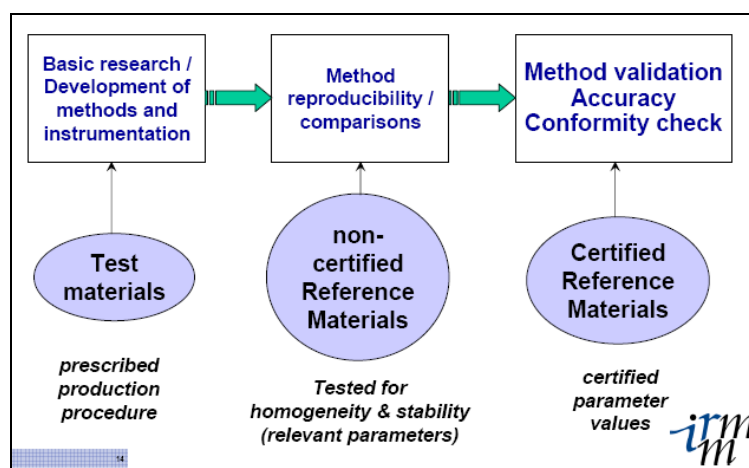 Basic research /
Development of
methods and
instrumentation
Method
reproducibility /
comparisons
Method validation
Accuracy
Conformity check
Test
materials
non-
certified
Reference
Materials
Certified
Reference
Materials
prescribed
production
procedure
Tested for
homogeneity & stability
(relevant parameters)
certified
parameter
values
14
irmm